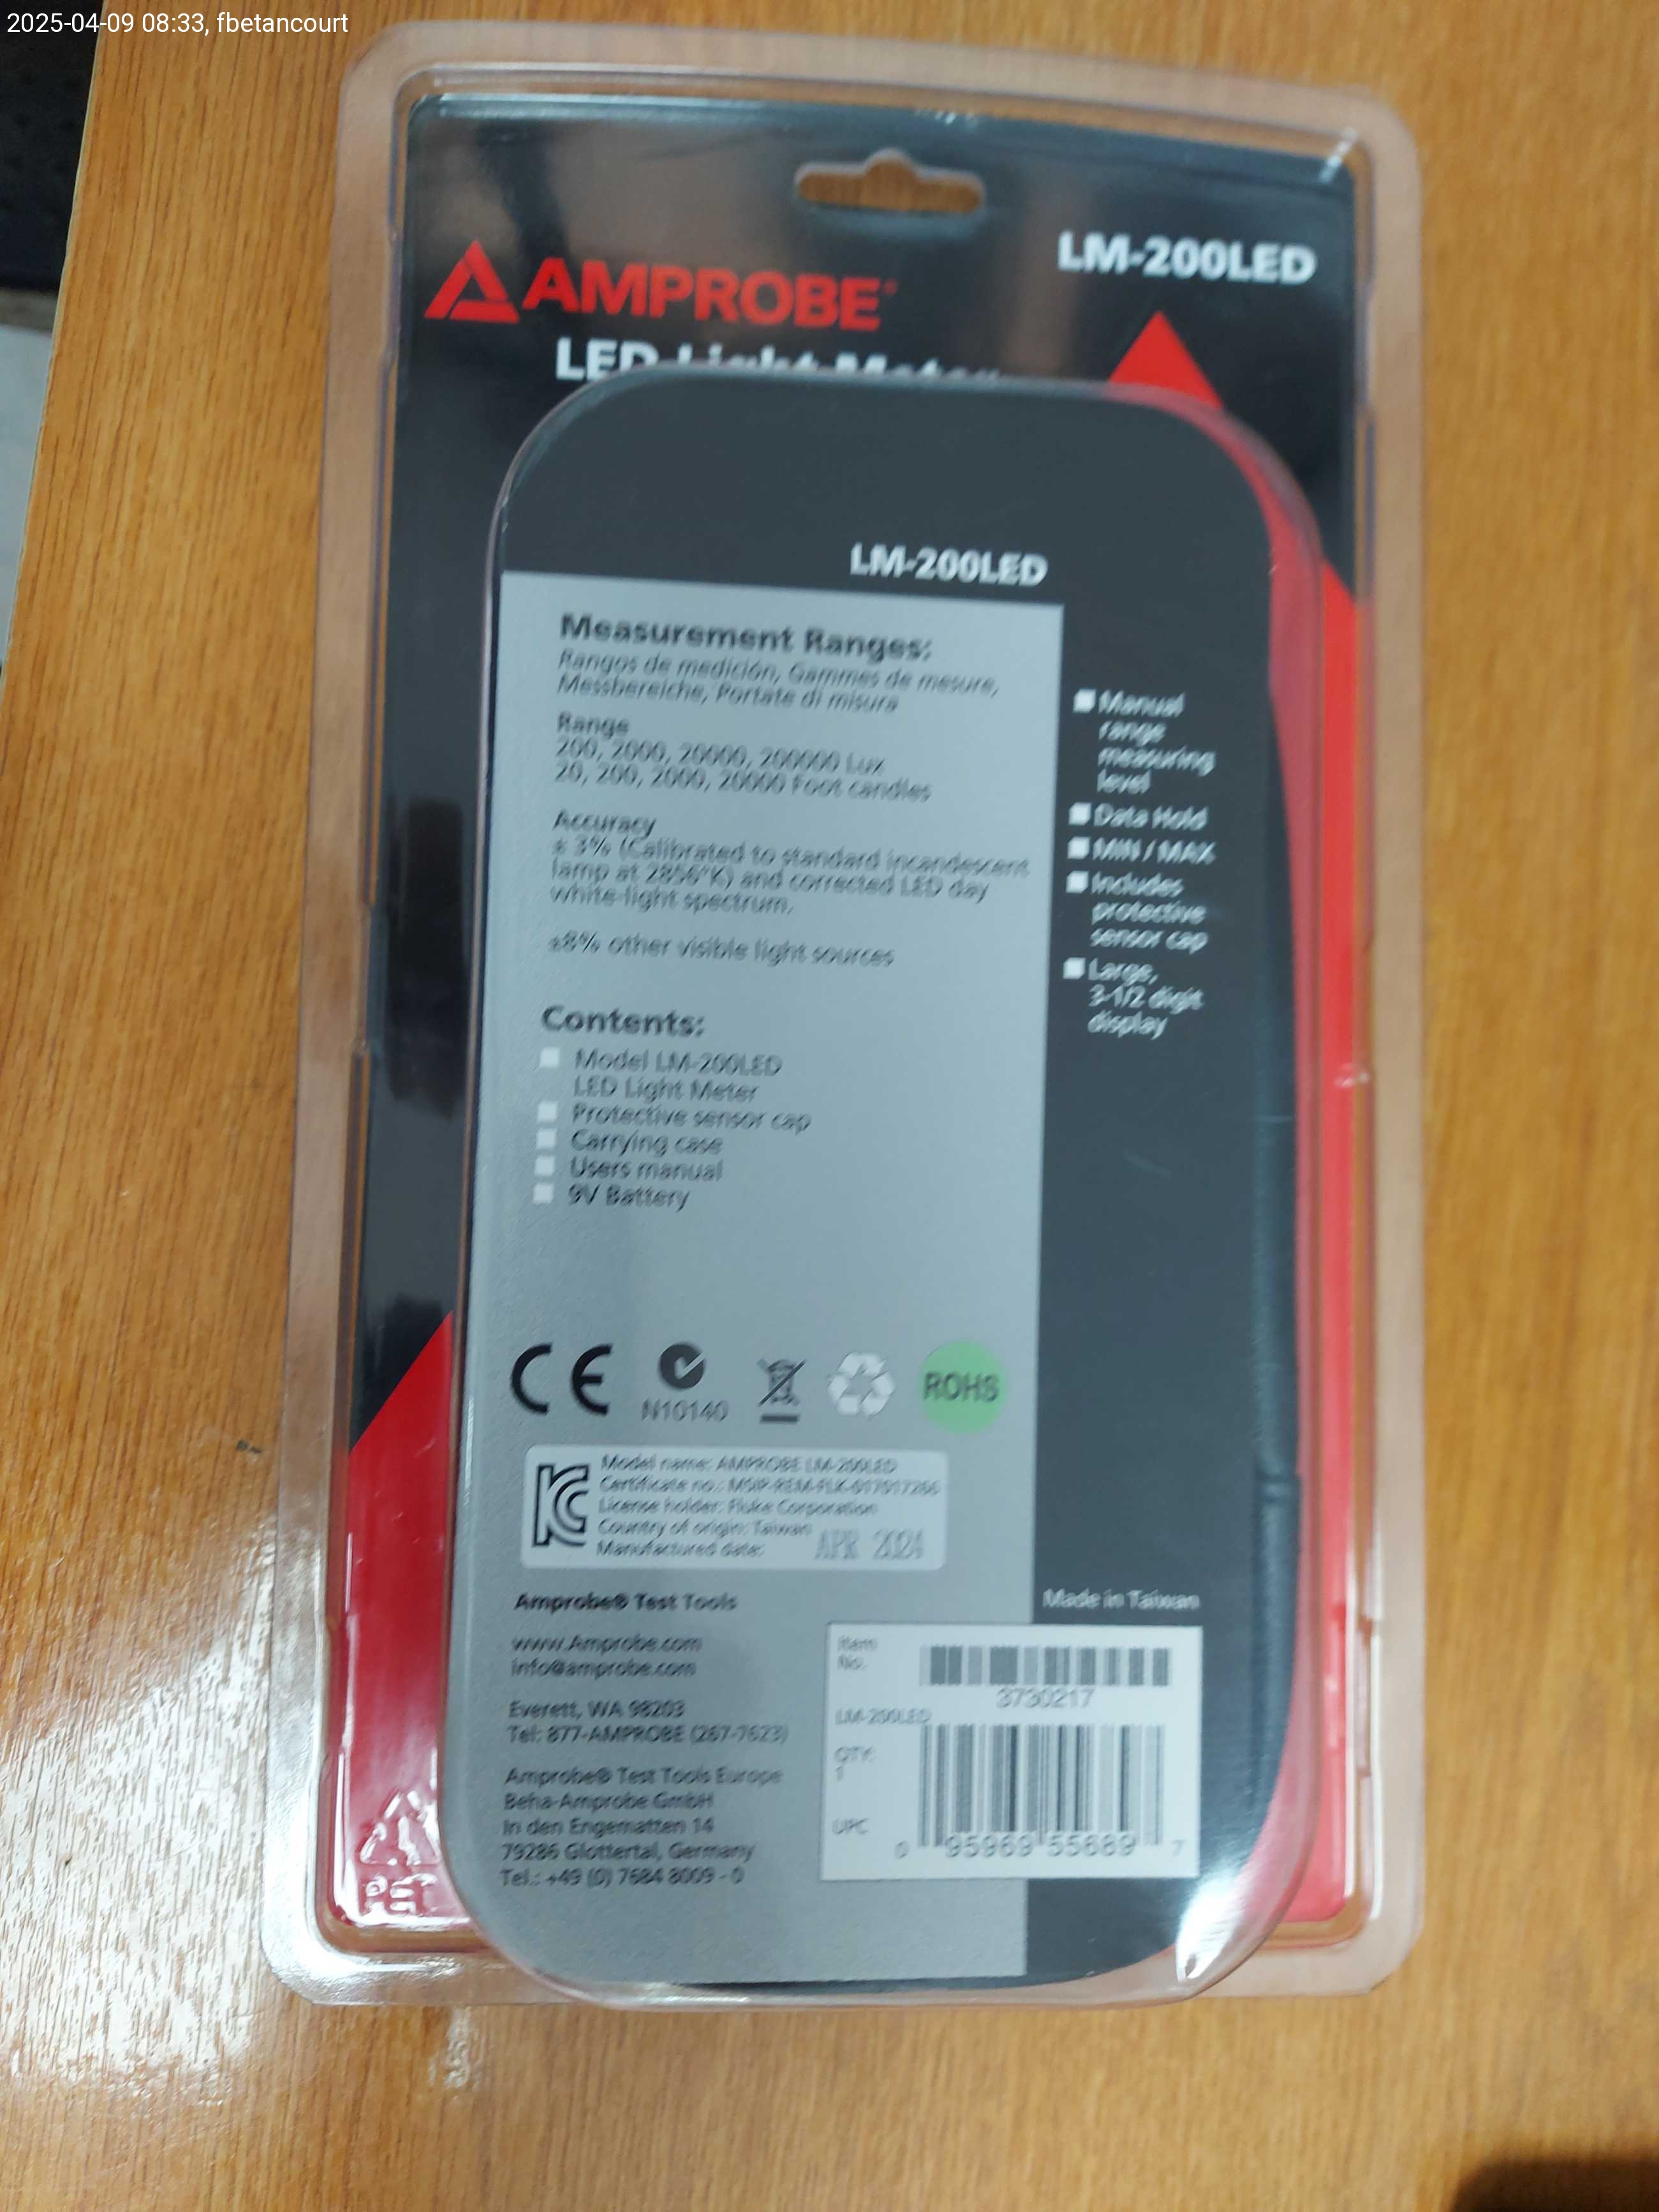 2025-04-09 08:33, fbetancourt
LM-200LED
AMPROBE
LED Light Meter
LM-200LED
Measurement Ranges:
Rangos de medición, Gammes de mesure,
Messbereiche, Portate di misura
Range
200, 2000, 20000, 200000 Lux
20, 200, 2000, 20000 Foot candles
Accuracy
± 3% (Calibrated to standard incandescent
lamp at 2856°K) and corrected LED day
white-light spectrum.
±8% other visible light sources
Contents:
Model LM-200LED
LED Light Meter
Protective sensor cap
Carrying case
Users manual
9V Battery
Manual
range
measuring
level
Data Hold
MIN / MAX
Includes
protective
sensor cap
Large,
3-1/2 digit
display
CE
N10140
ROHS
Model name: AMPROBE LM-200LED
Certificate no.:
License holder: Fluke Corporation
Country of origin: Taiwan
Manufactured date: APR 2024
Amprobe® Test Tools
www.Amprobe.com
info@amprobe.com
Everett, WA 98203
Tel: 877-AMPROBE (267-7623)
Amprobe® Test Tools Europe
Beha-Amprobe GmbH
In den Engematten 14
79286 Glottertal, Germany
Tel.: +49 (0) 7684 8009 - 0
Made in Taiwan
Item
No.
3730217
LM-200LED
QTY:
1
UPC
0 95969 55689 7